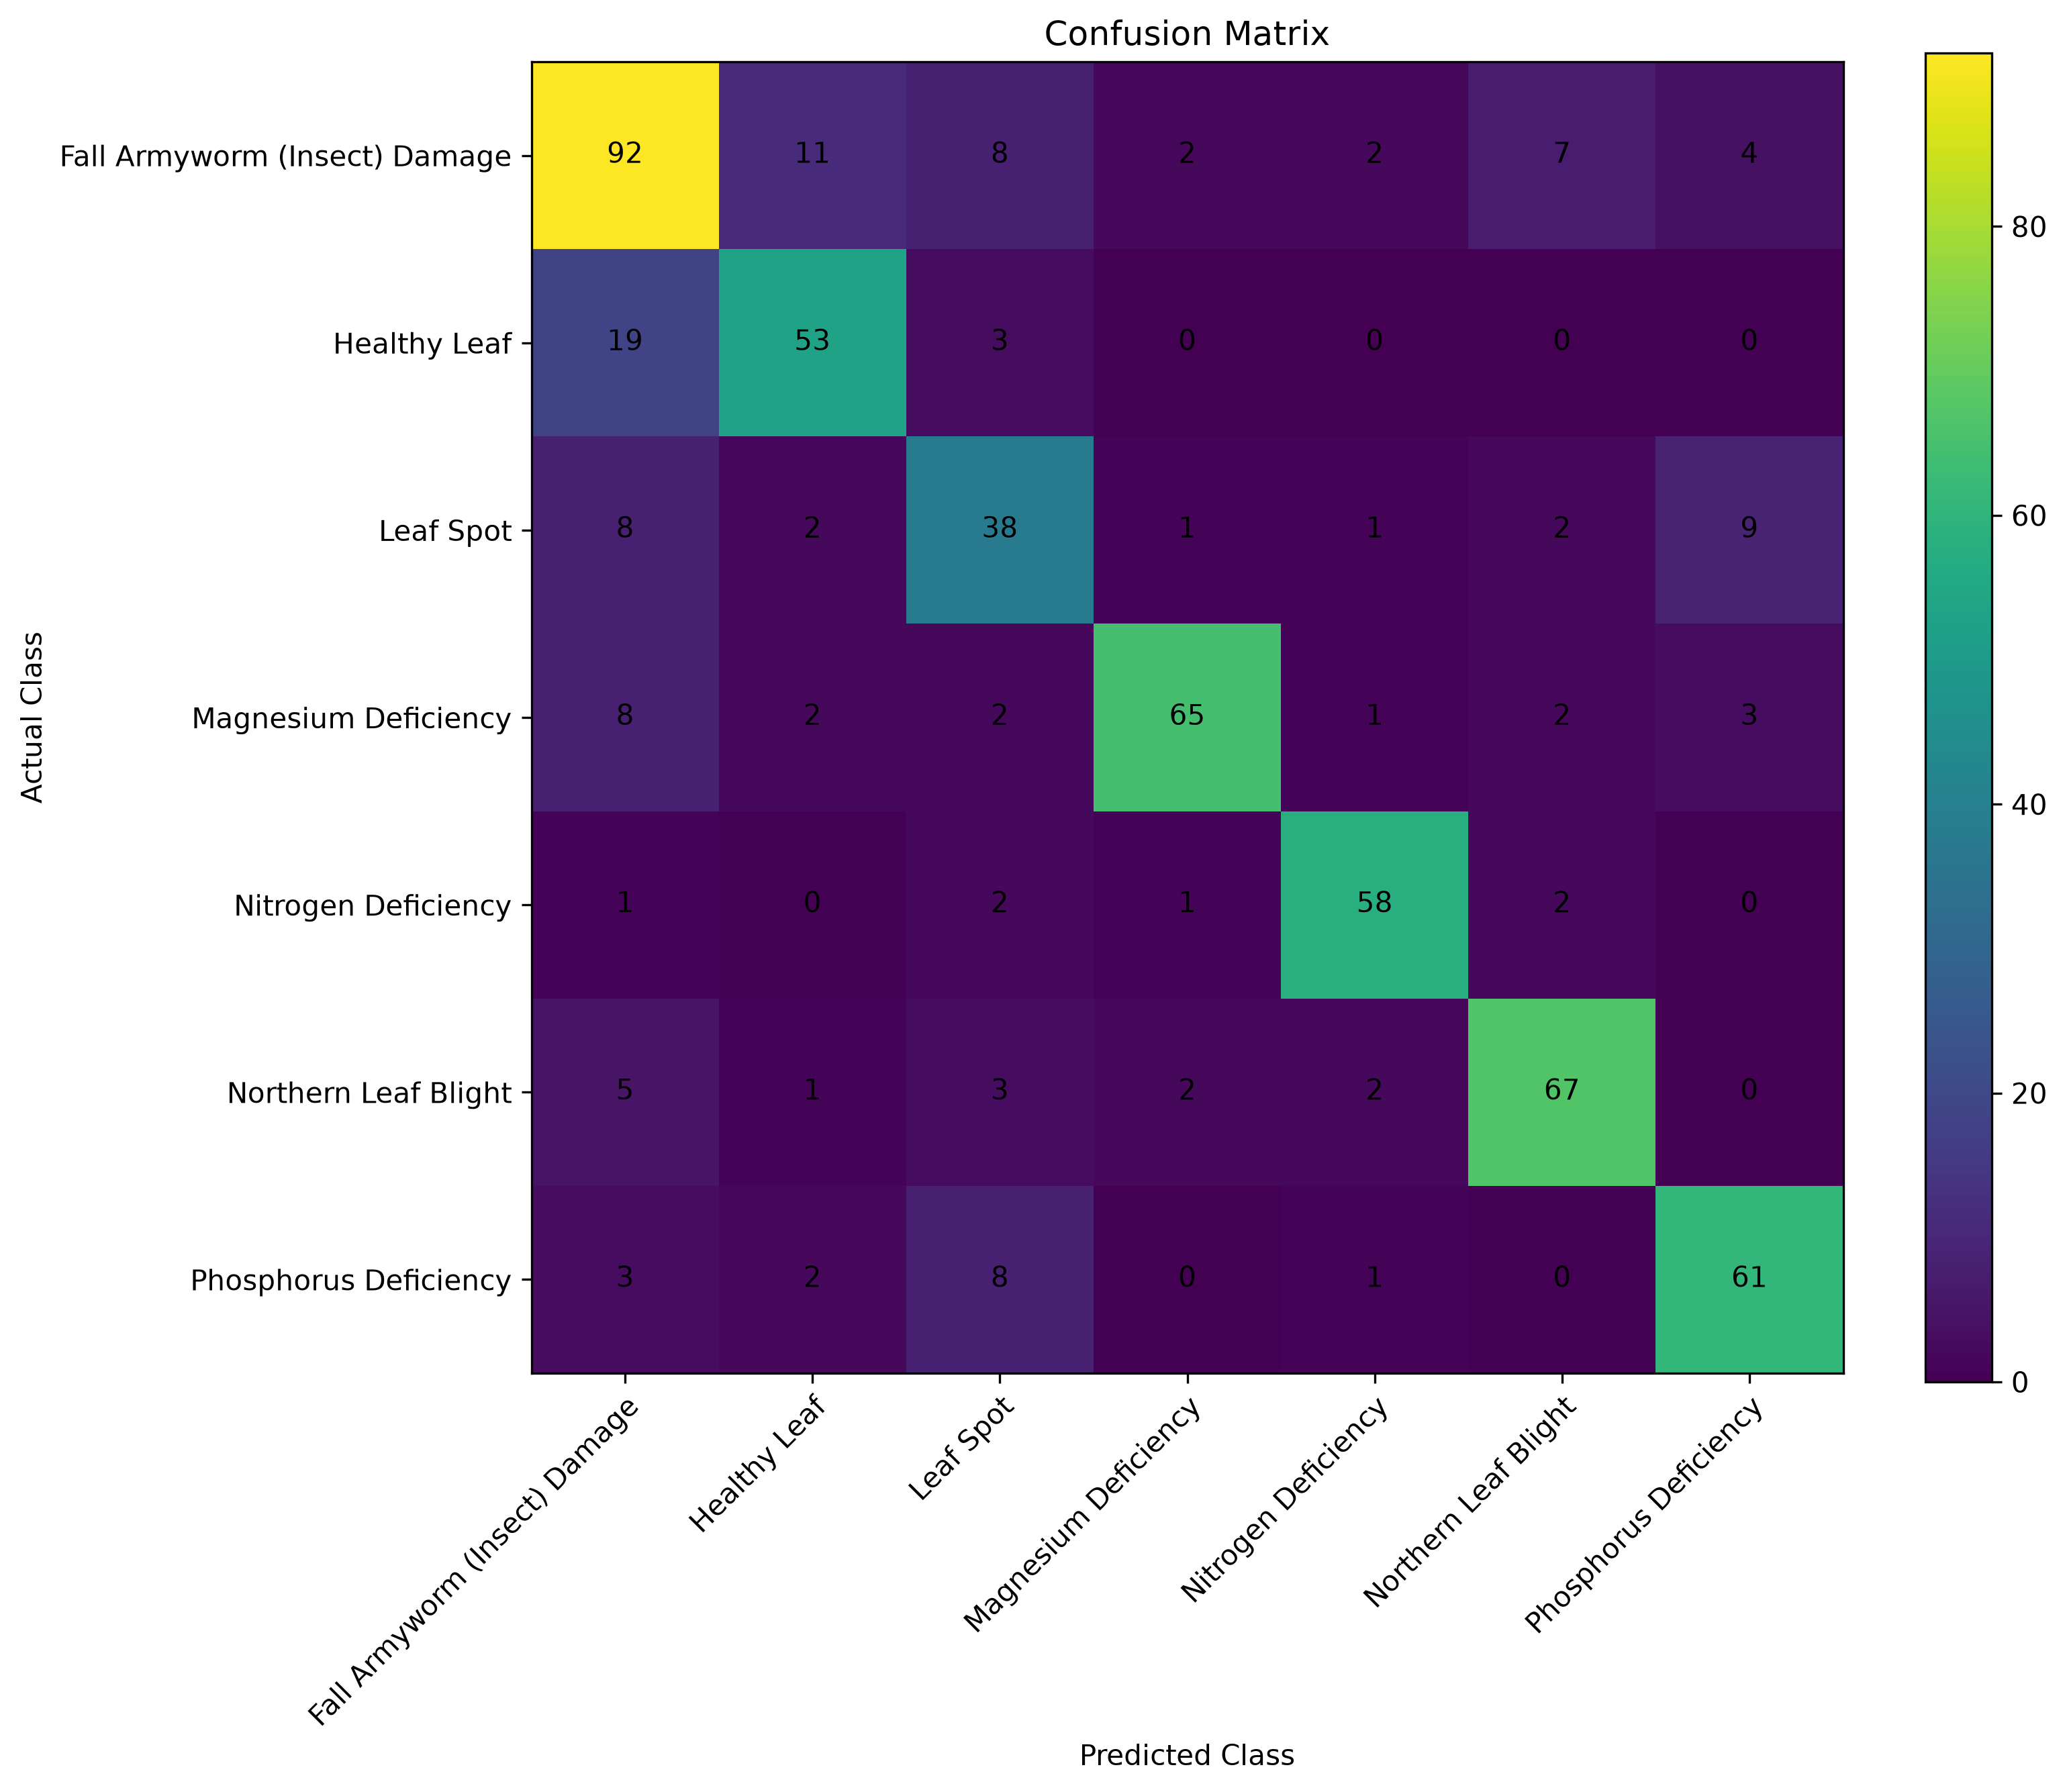 Confusion Matrix
Fall Armyworm (Insect) Damage 92 11 8 2 2 7 4
Healthy Leaf 19 53 3 0 0 0 0
Leaf Spot 8 2 38 1 1 2 9
Magnesium Deficiency 8 2 2 65 1 2 3
Nitrogen Deficiency 1 0 2 1 58 2 0
Northern Leaf Blight 5 1 3 2 2 67 0
Phosphorus Deficiency 3 2 8 0 1 0 61
Actual Class
Fall Armyworm (Insect) Damage
Healthy Leaf
Leaf Spot
Magnesium Deficiency
Nitrogen Deficiency
Northern Leaf Blight
Phosphorus Deficiency
Predicted Class
80
60
40
20
0